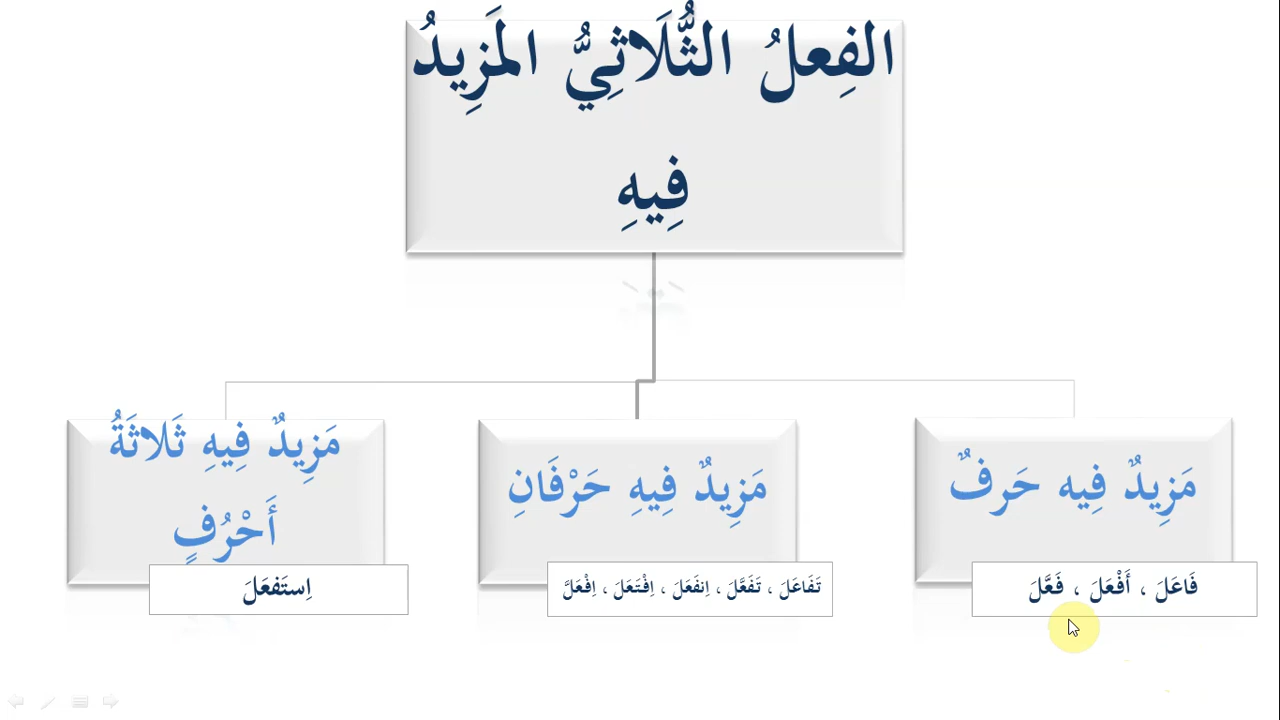 الفِعلُ الثُّلَاثِيُّ المَزِيدُ
فِيهِ
مَزِيدٌ فِيه حَرفٌ
فَاعَلَ ، أَفْعَلَ ، فَعَّلَ
مَزِيدٌ فِيهِ حَرْفَانِ
تَفَاعَلَ ، تَفَعَّلَ ، اِنفَعَلَ ، اِفْتَعَلَ ، اِفْعَلَّ
مَزِيدٌ فِيهِ ثَلاثَةُ
أَحْرُفٍ
اِستَفعَلَ